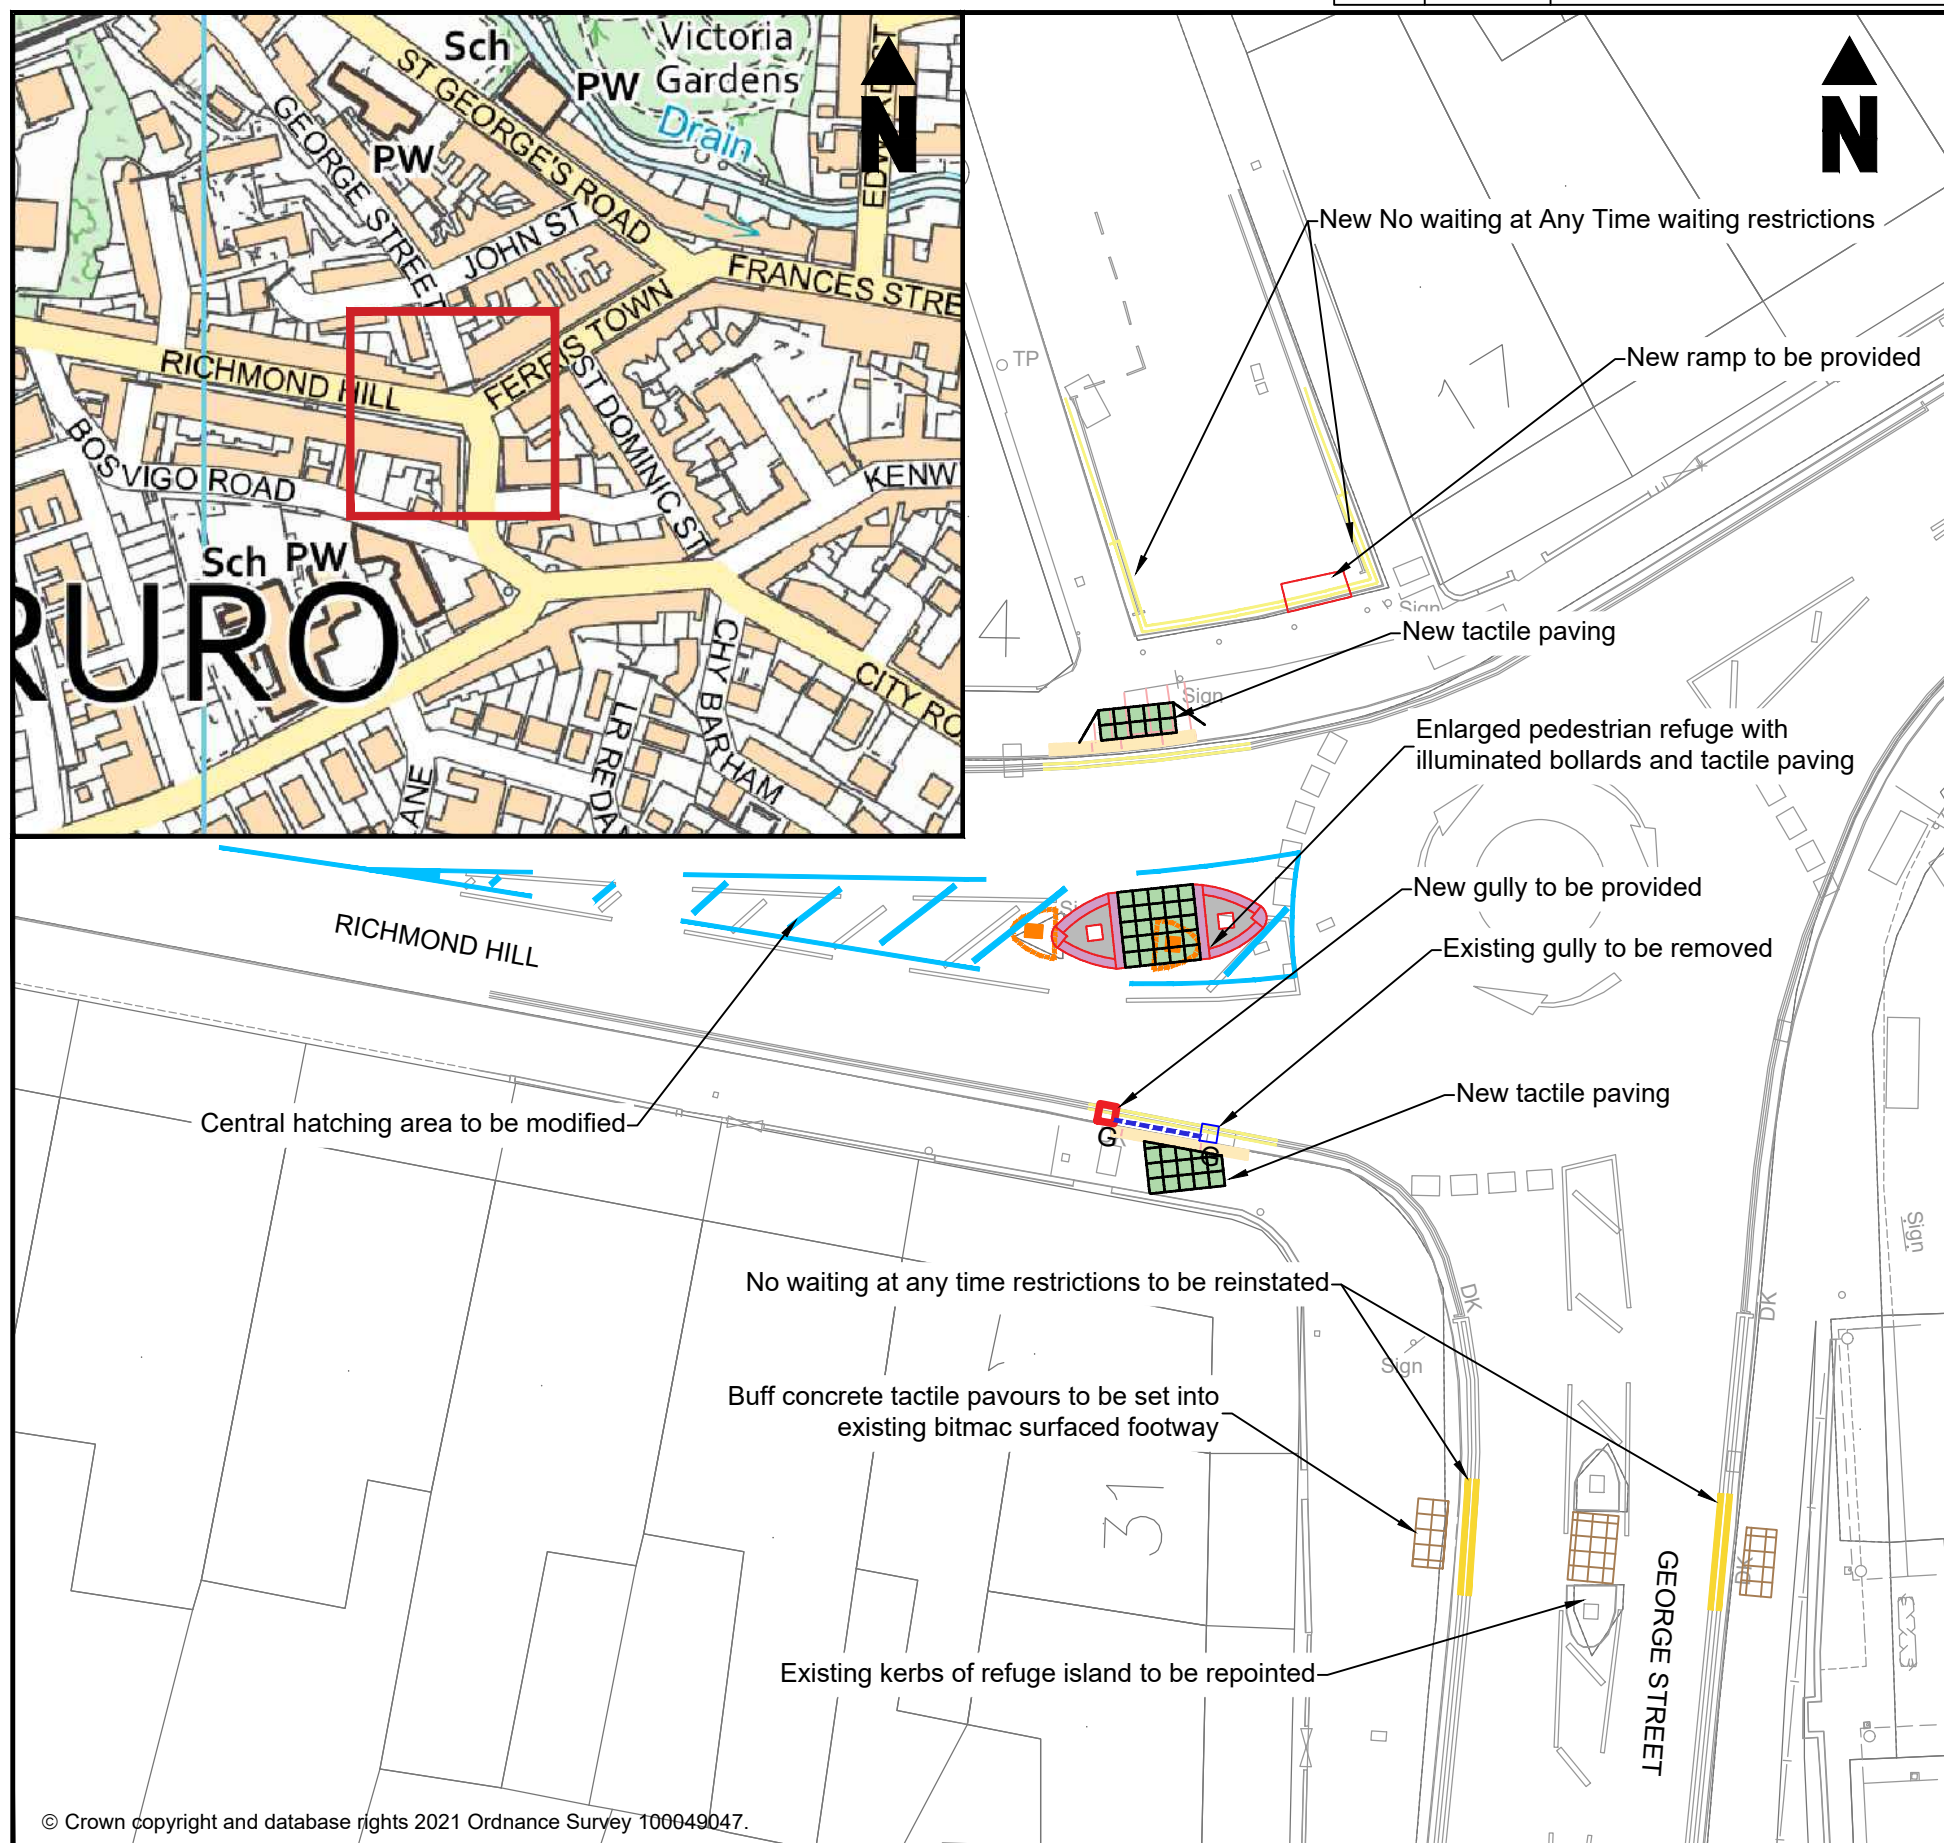 Sch
Victoria
Gardens
PW
Drain
N
ST GEORGE'S ROAD
GEORGE STREET
PW
JOHN ST
FRANCES STRE
FERRIS TOWN
RICHMOND HILL
ST DOMINIC ST
BOSVIGO ROAD
KENW
Sch PW
RURO
CHY BARHAM
CITY RO
LR REDAN
ANE
N
New No waiting at Any Time waiting restrictions
TP
New ramp to be provided
17
Sign
4
New tactile paving
Sign
Enlarged pedestrian refuge with
illuminated bollards and tactile paving
New gully to be provided
RICHMOND HILL
Existing gully to be removed
New tactile paving
Central hatching area to be modified
G
G
Sign
No waiting at any time restrictions to be reinstated
DK
DK
Sign
Buff concrete tactile pavours to be set into
existing bitmac surfaced footway
31
DK
GEORGE STREET
Existing kerbs of refuge island to be repointed
© Crown copyright and database rights 2021 Ordnance Survey 100049047.